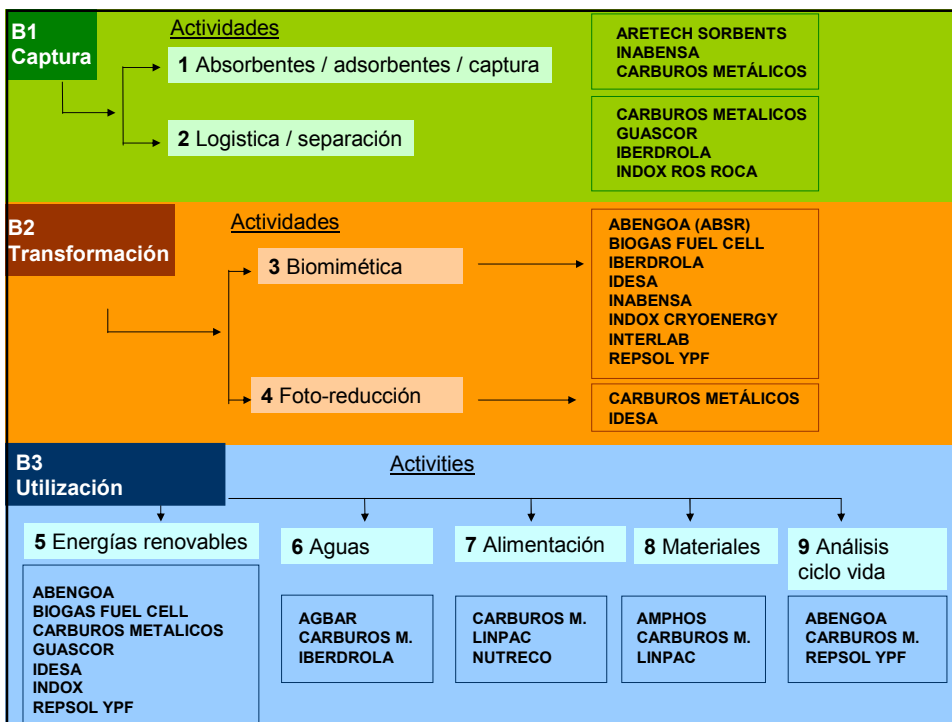 B1
Captura
Actividades
1 Absorbentes / adsorbentes / captura
ARETECH SORBENTS
INABENSA
CARBUROS METÁLICOS
2 Logistica / separación
CARBUROS METALICOS
GUASCOR
IBERDROLA
INDOX ROS ROCA
B2
Transformación
Actividades
3 Biomimética
ABENGOA (ABSR)
BIOGAS FUEL CELL
IBERDROLA
IDESA
INABENSA
INDOX CRYOENERGY
INTERLAB
REPSOL YPF
4 Foto-reducción
CARBUROS METÁLICOS
IDESA
B3
Utilización
Activities
5 Energías renovables
ABENGOA
BIOGAS FUEL CELL
CARBUROS METALICOS
GUASCOR
IDESA
INDOX
REPSOL YPF
6 Aguas
AGBAR
CARBUROS M.
IBERDROLA
7 Alimentación
CARBUROS M.
LINPAC
NUTRECO
8 Materiales
AMPHOS
CARBUROS M.
LINPAC
9 Análisis
ciclo vida
ABENGOA
CARBUROS M.
REPSOL YPF